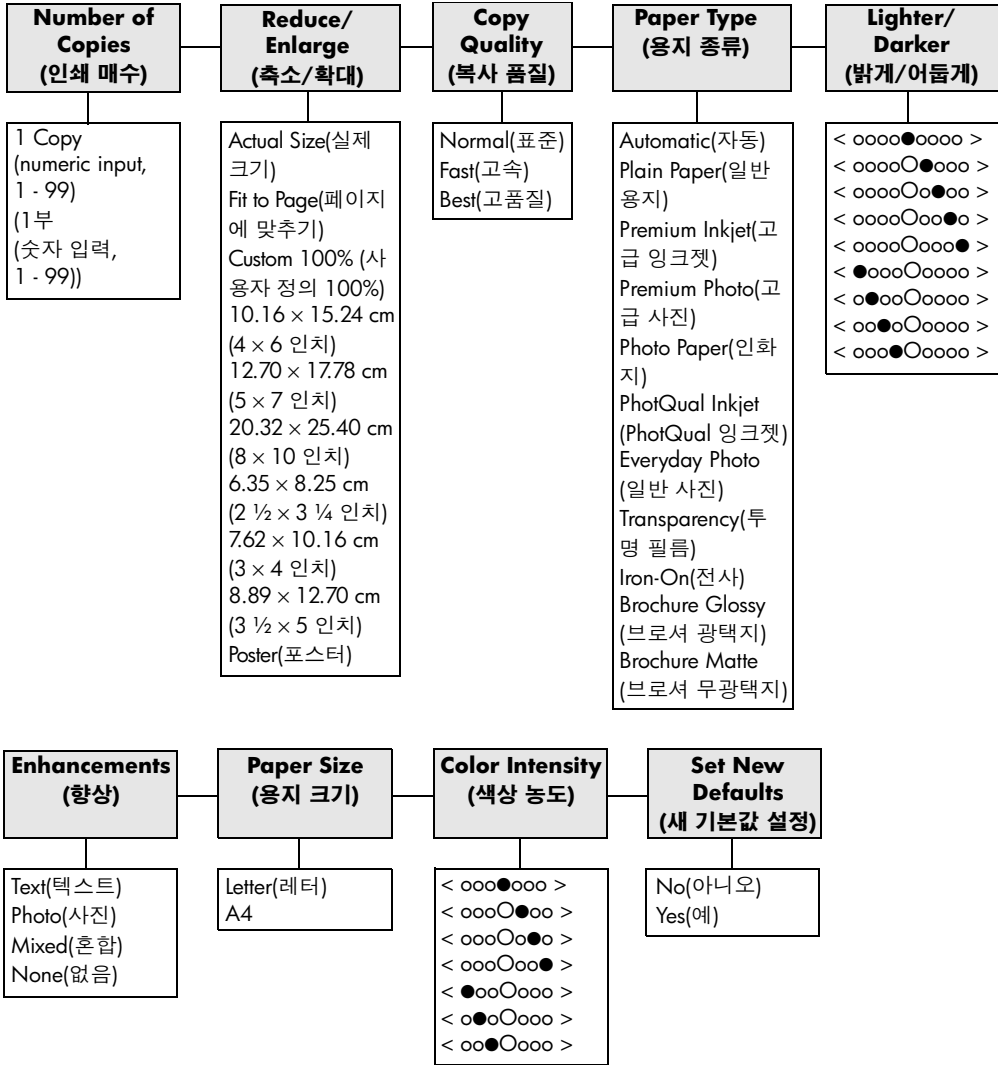 Number of
Copies
(인쇄 매수)
1 Copy
(numeric input,
1 - 99)
(1부
(숫자 입력,
1 - 99))
Reduce/
Enlarge
(축소/확대)
Actual Size(실제
크기)
Fit to Page(페이지
에 맞추기)
Custom 100% (사
용자 정의 100%)
10.16 × 15.24 cm
(4 × 6 인치)
12.70 × 17.78 cm
(5 × 7 인치)
20.32 × 25.40 cm
(8 × 10 인치)
6.35 × 8.25 cm
(2 ½ × 3 ¼ 인치)
7.62 × 10.16 cm
(3 × 4 인치)
8.89 × 12.70 cm
(3 ½ × 5 인치)
Poster(포스터)
Copy
Quality
(복사 품질)
Normal(표준)
Fast(고속)
Best(고품질)
Paper Type
(용지 종류)
Automatic(자동)
Plain Paper(일반
용지)
Premium Inkjet(고
급 잉크젯)
Premium Photo(고
급 사진)
Photo Paper(인화
지)
PhotQual Inkjet
(PhotQual 잉크젯)
Everyday Photo
(일반 사진)
Transparency(투
명 필름)
Iron-On(전사)
Brochure Glossy
(브로셔 광택지)
Brochure Matte
(브로셔 무광택지)
Lighter/
Darker
(밝게/어둡게)
< oooo●oooo >
< ooooO●ooo >
< ooooOo●oo >
< ooooOoo●o >
< ooooOooo● >
< ●oooOoooo >
< o●ooOoooo >
< oo●oOoooo >
< ooo●Ooooo >
Enhancements
(향상)
Text(텍스트)
Photo(사진)
Mixed(혼합)
None(없음)
Paper Size
(용지 크기)
Letter(레터)
A4
Color Intensity
(색상 농도)
< ooo●ooo >
< oooO●oo >
< oooOo●o >
< oooOoo● >
< ●ooOooo >
< o●oOooo >
< oo●Oooo >
Set New
Defaults
(새 기본값 설정)
No(아니오)
Yes(예)